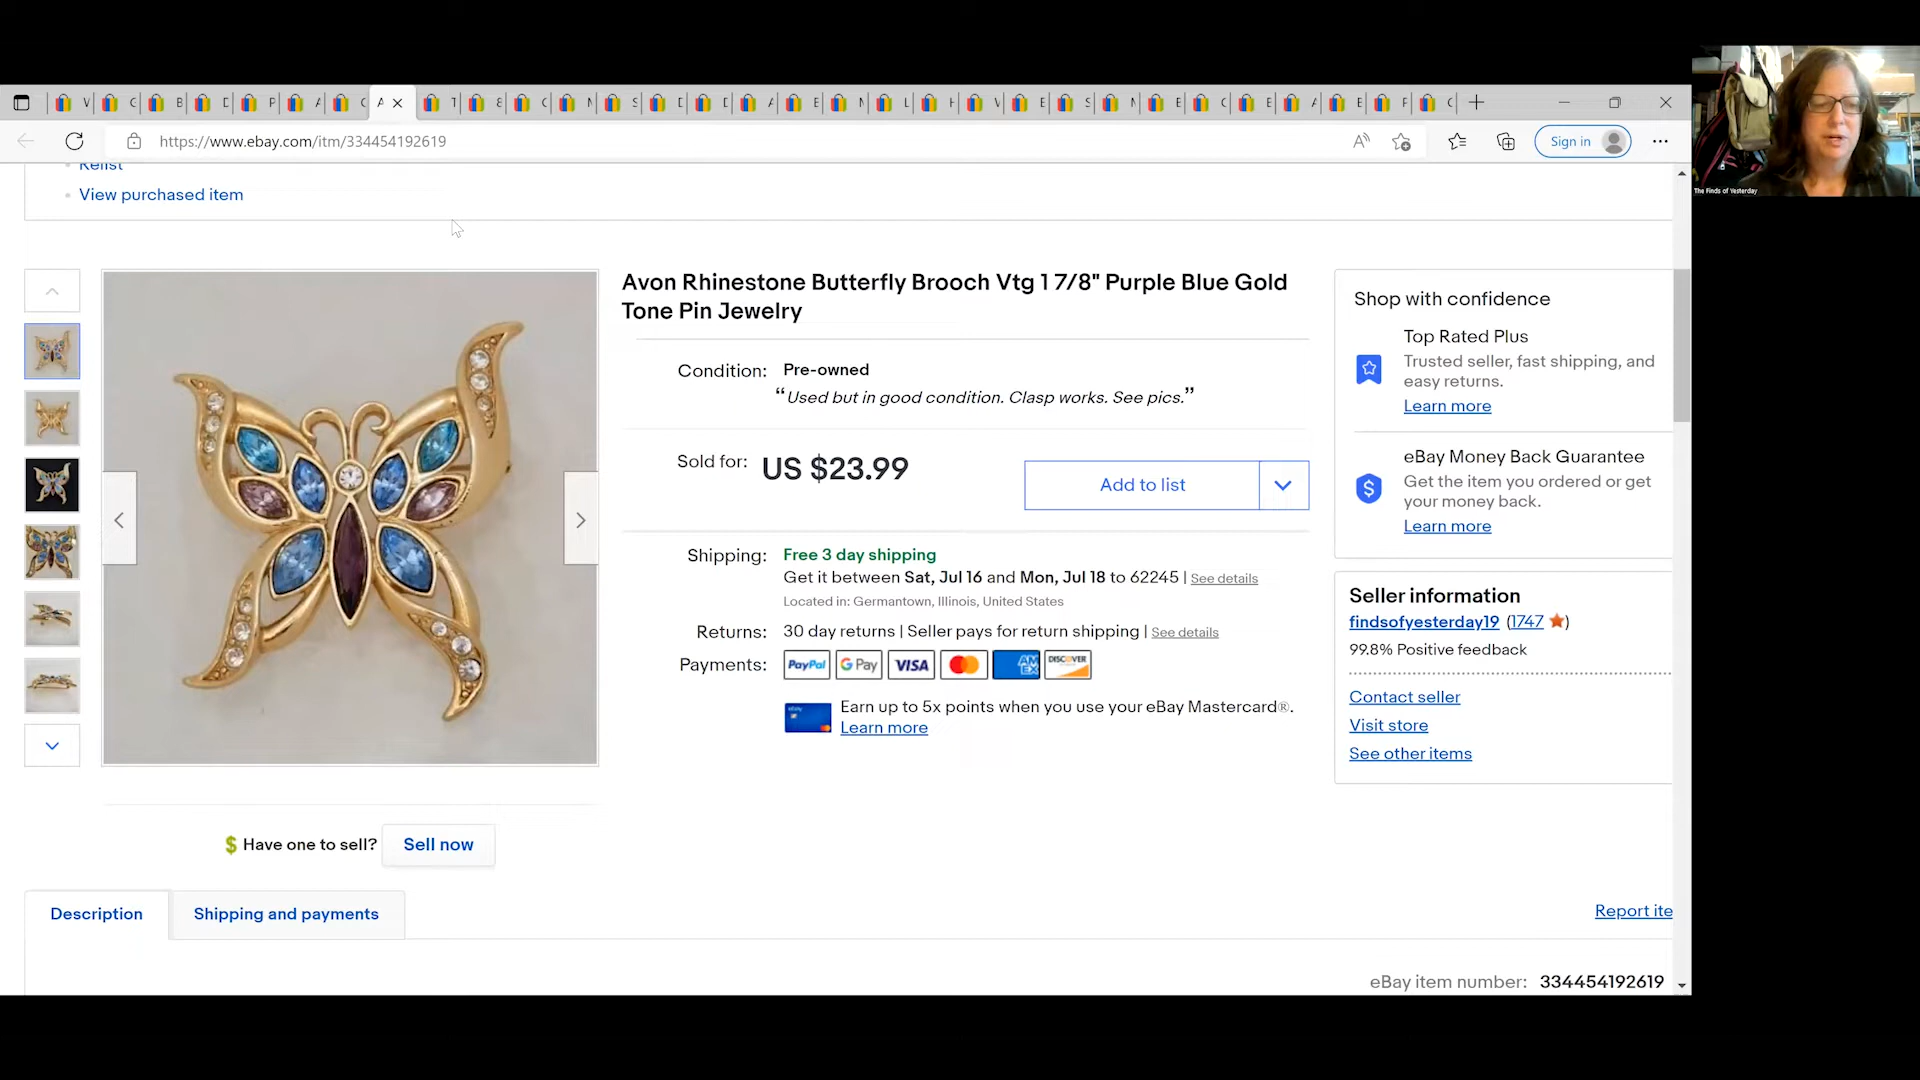 V
C
B
D
P
A
C
A
T
8
C
N
S
D
D
A
B
N
L
H
V
E
S
N
E
C
E
A
E
F
C
https://www.ebay.com/itm/334454192619
Sign in
The Finds of Yesterday
Relist
View purchased item
Avon Rhinestone Butterfly Brooch Vtg 1 7/8" Purple Blue Gold
Tone Pin Jewelry
Condition: Pre-owned
“Used but in good condition. Clasp works. See pics.”
Sold for: US $23.99
Add to list
Shipping: Free 3 day shipping
Get it between Sat, Jul 16 and Mon, Jul 18 to 62245 | See details
Located in: Germantown, Illinois, United States
Returns: 30 day returns | Seller pays for return shipping | See details
Payments: PayPal G Pay VISA AMEX DISCOVER
ebay
Earn up to 5x points when you use your eBay Mastercard®.
Learn more
Shop with confidence
Top Rated Plus
Trusted seller, fast shipping, and
easy returns.
Learn more
eBay Money Back Guarantee
Get the item you ordered or get
your money back.
Learn more
Seller information
findsofyesterday19 (1747)
99.8% Positive feedback
Contact seller
Visit store
See other items
$ Have one to sell? Sell now
Description
Shipping and payments
Report ite
eBay item number: 334454192619